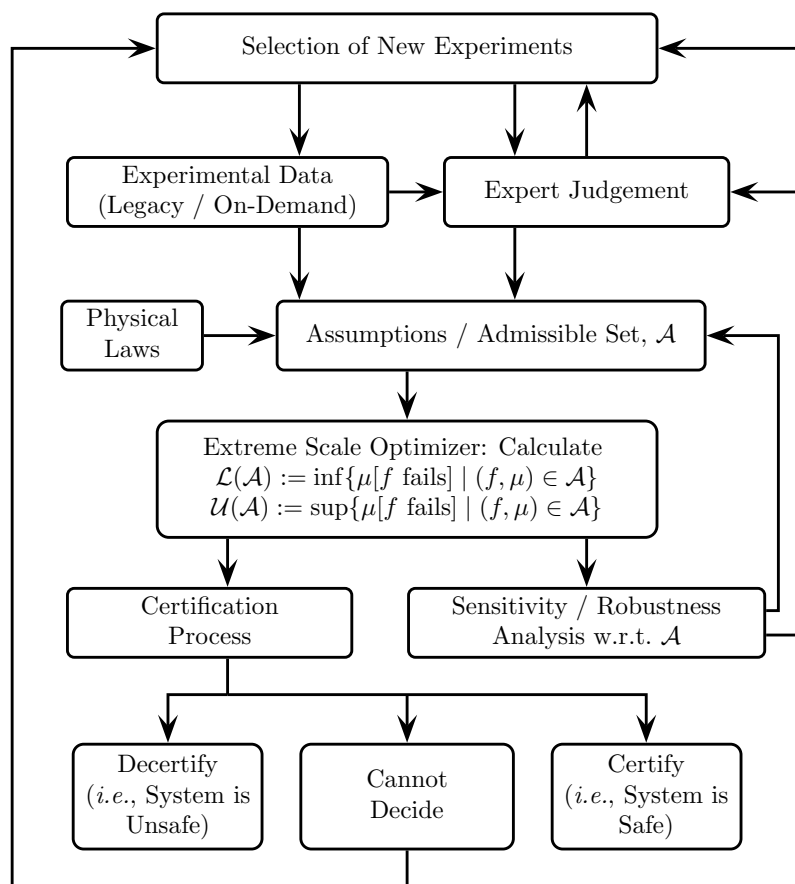 Selection of New Experiments
Experimental Data
(Legacy / On-Demand)
Expert Judgement
Physical
Laws
Assumptions / Admissible Set, 𝒜
Extreme Scale Optimizer: Calculate
ℒ(𝒜) := inf{μ[f fails] | (f, μ) ∈ 𝒜}
𝒰(𝒜) := sup{μ[f fails] | (f, μ) ∈ 𝒜}
Certification
Process
Sensitivity / Robustness
Analysis w.r.t. 𝒜
Decertify
(i.e., System is
Unsafe)
Cannot
Decide
Certify
(i.e., System is
Safe)